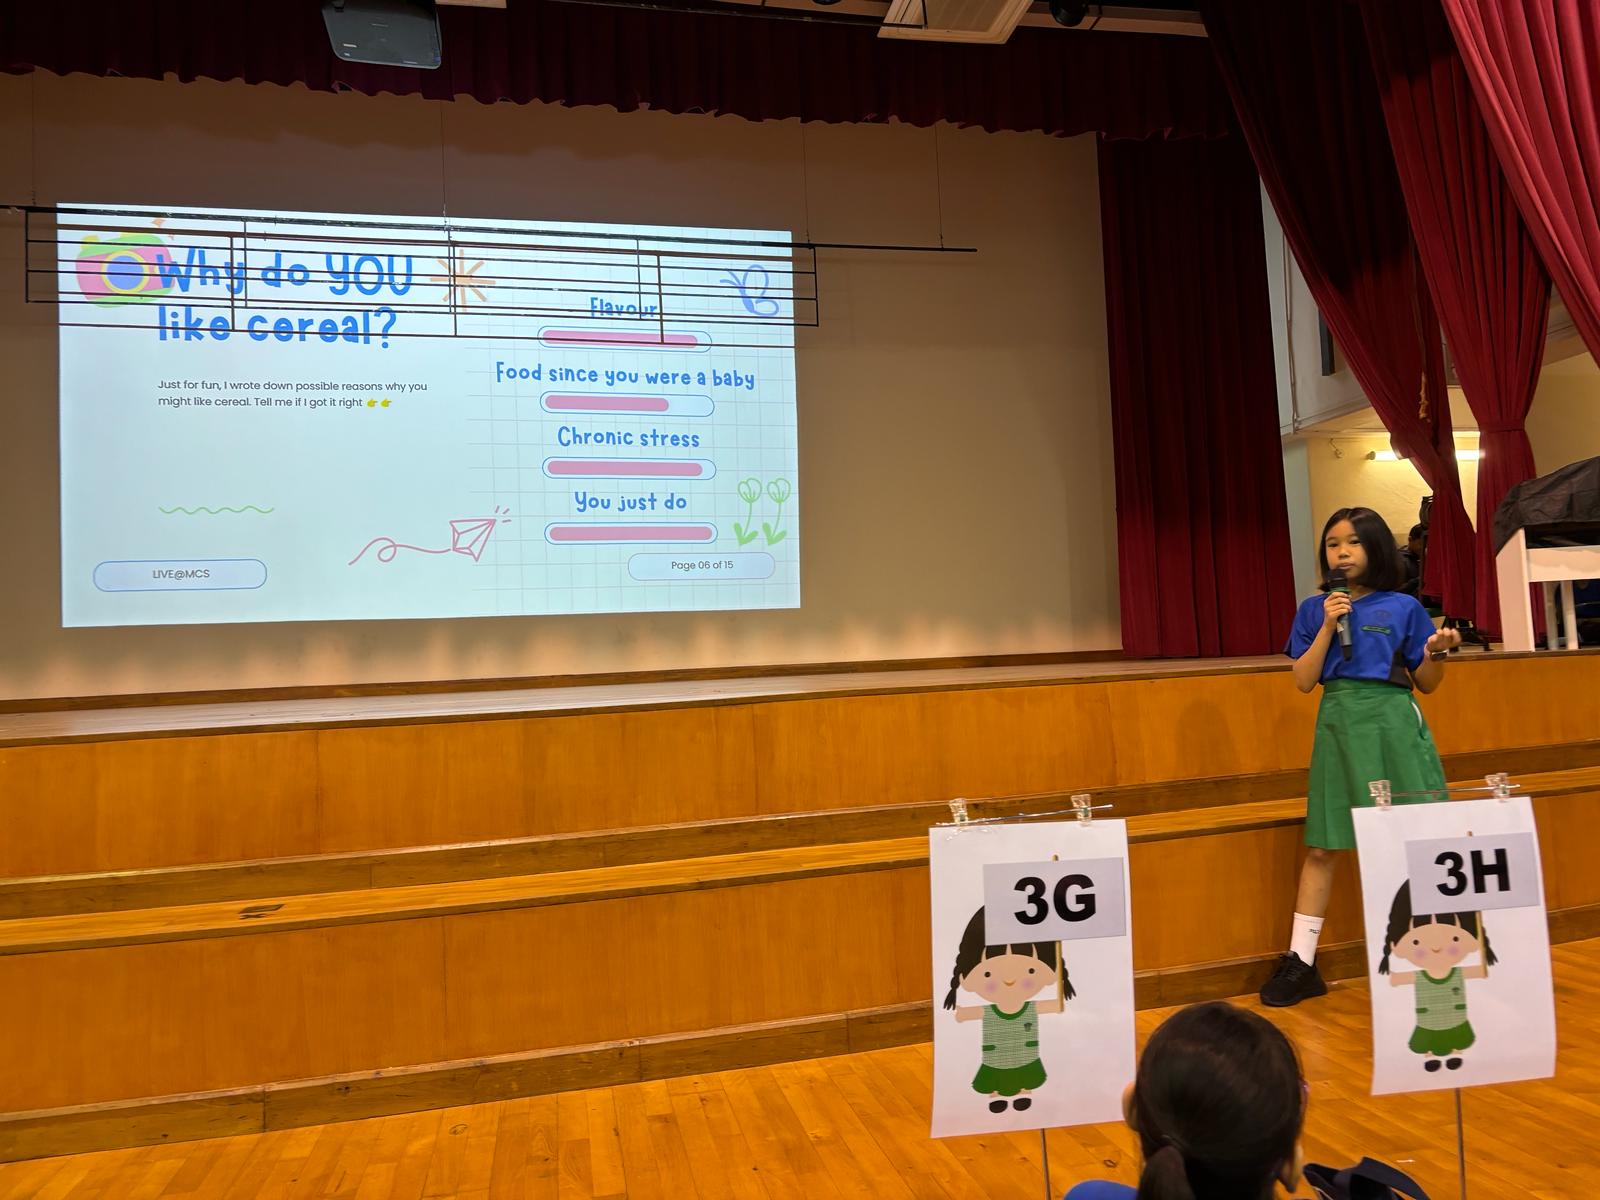 Why do YOU
like cereal?
Just for fun, I wrote down possible reasons why you
might like cereal. Tell me if I got it right 👉 👉
Flavour
Food since you were a baby
Chronic stress
You just do
LIVE@MCS
Page 06 of 15
3G
3H